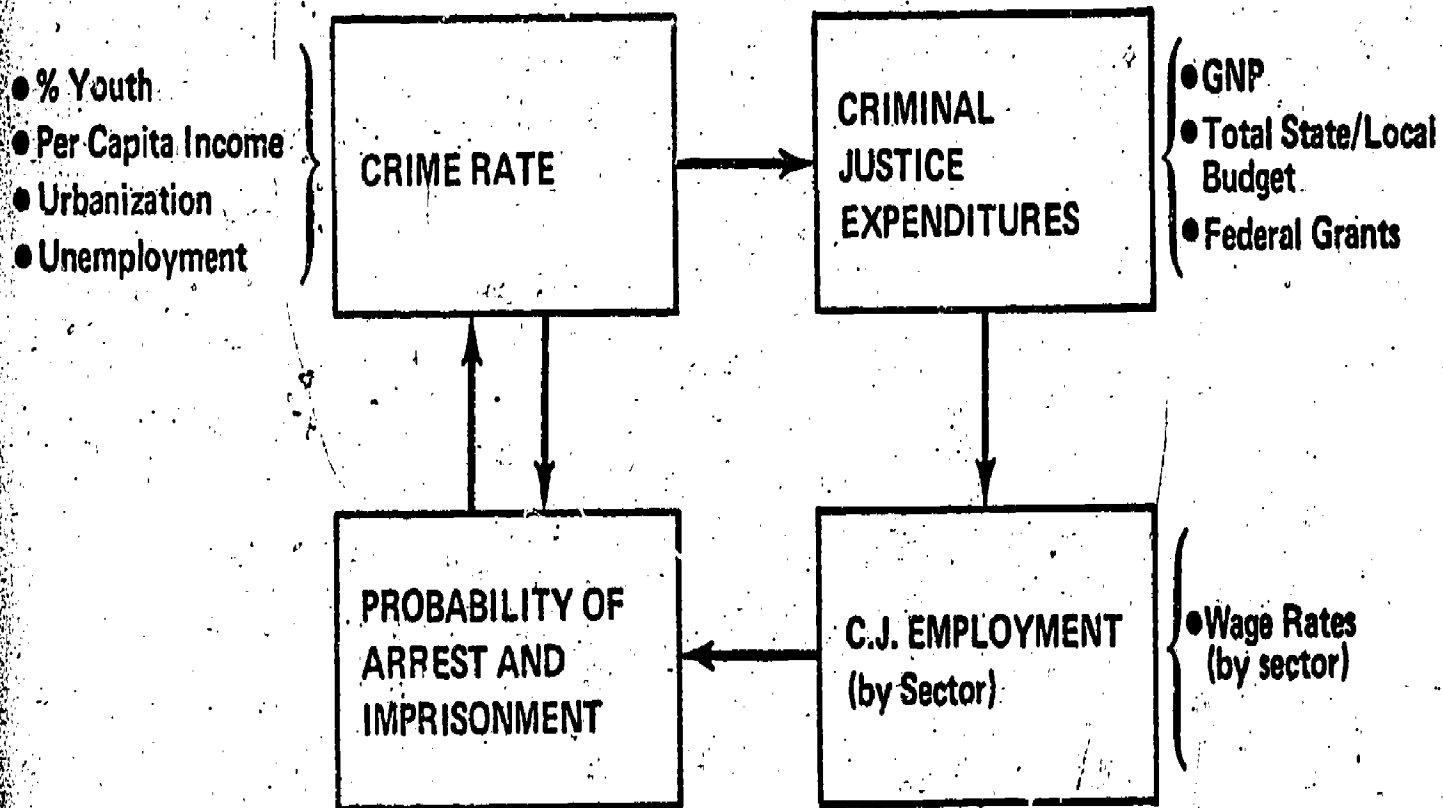 ● % Youth
● Per Capita Income
● Urbanization
● Unemployment
CRIME RATE
CRIMINAL
JUSTICE
EXPENDITURES
● GNP
● Total State/Local
Budget
● Federal Grants
PROBABILITY OF
ARREST AND
IMPRISONMENT
C.J. EMPLOYMENT
(by Sector)
● Wage Rates
(by sector)